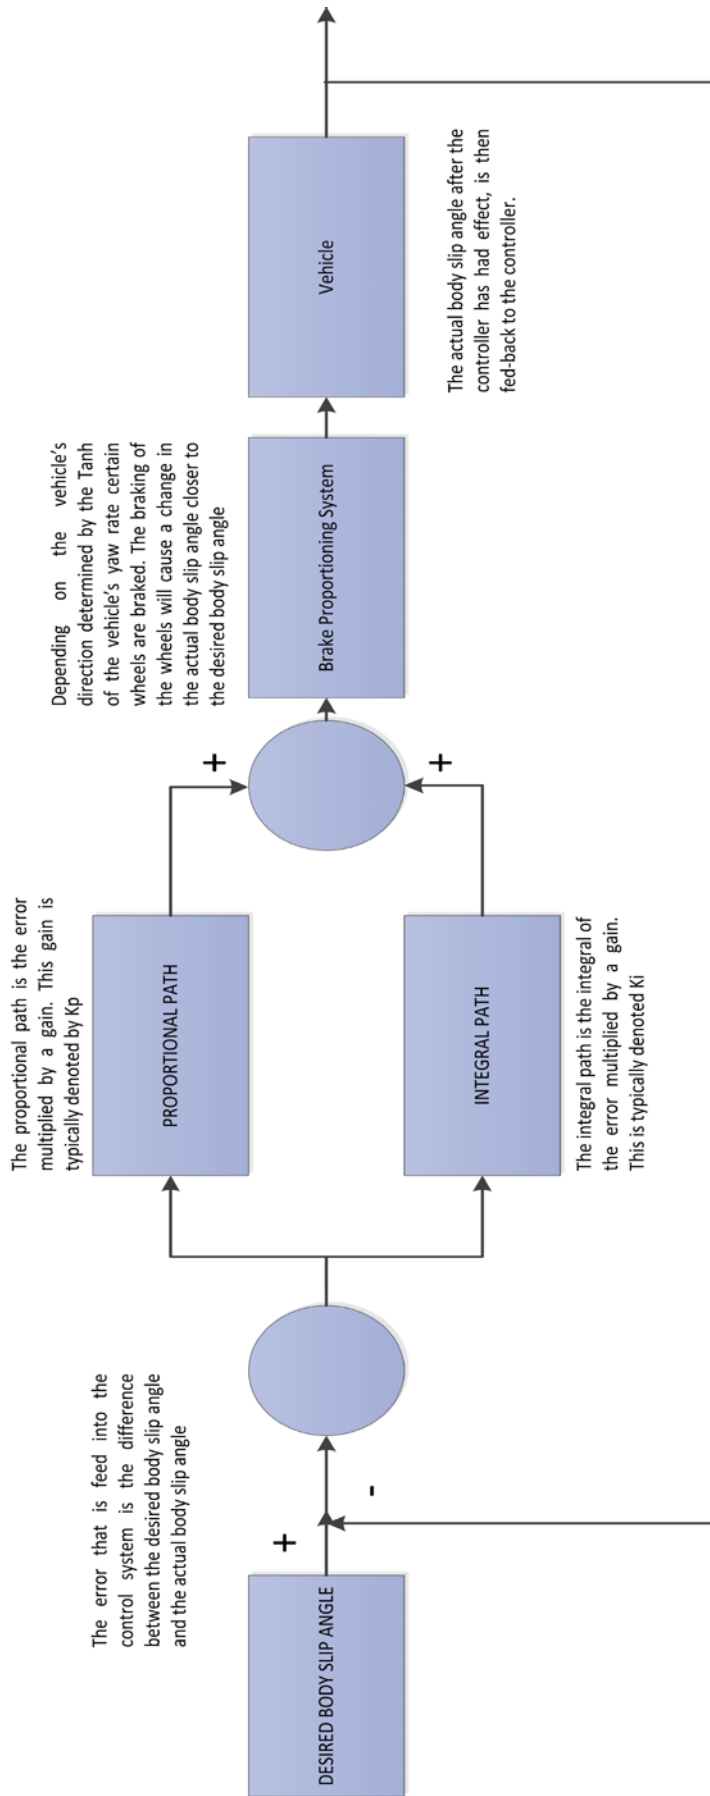 The error that is feed into the
control system is the difference
between the desired body slip angle
and the actual body slip angle
DESIRED BODY SLIP ANGLE
+
-
The proportional path is the error
multiplied by a gain. This gain is
typically denoted by Kp
PROPORTIONAL PATH
INTEGRAL PATH
The integral path is the integral of
the error multiplied by a gain.
This is typically denoted Ki
+
+
Depending on the vehicle's
direction determined by the Tanh
of the vehicle's yaw rate certain
wheels are braked. The braking of
the wheels will cause a change in
the actual body slip angle closer to
the desired body slip angle
Brake Proportioning System
Vehicle
The actual body slip angle after the
controller has had effect, is then
fed-back to the controller.